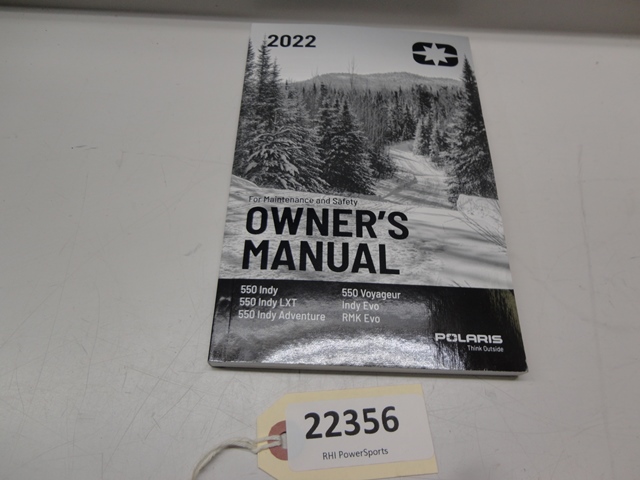 2022
For Maintenance and Safety
OWNER'S
MANUAL
550 Indy
550 Indy LXT
550 Indy Adventure
550 Voyageur
Indy Evo
RMK Evo
POLARIS
Think Outside
22356
RHI PowerSports